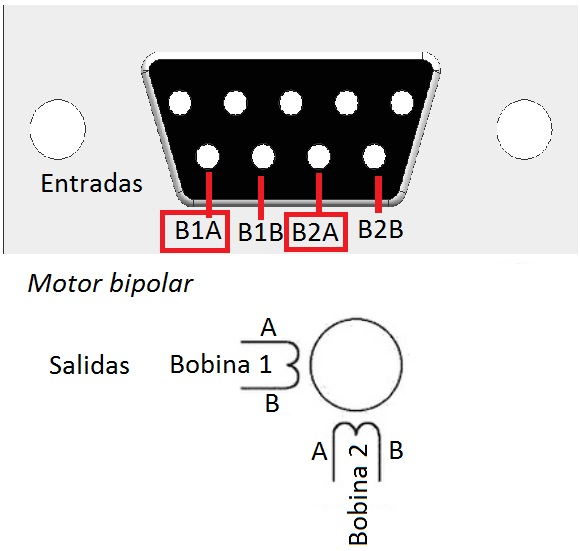 Entradas
B1A B1B B2A B2B
Motor bipolar
A
Salidas Bobina 1
B
A B
Bobina 2